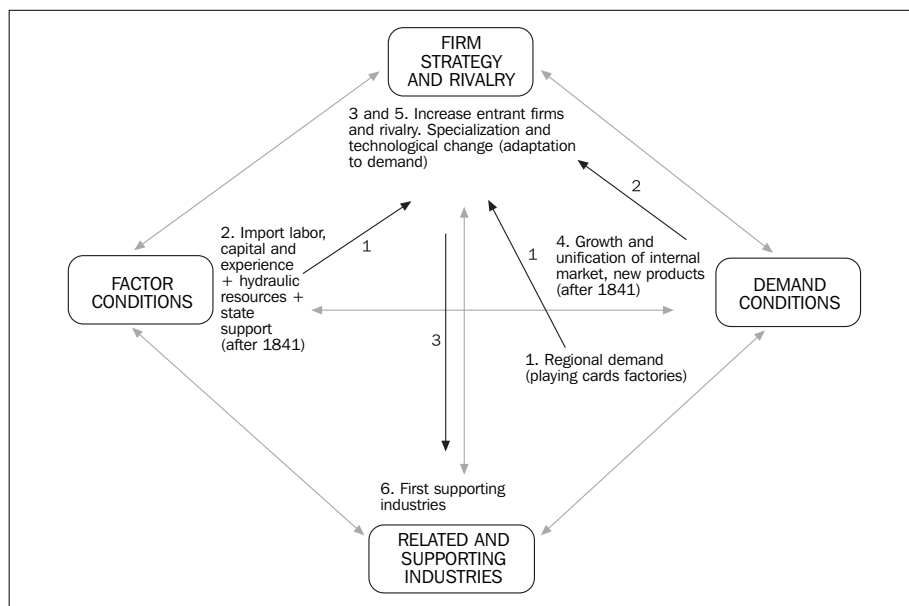 FIRM
STRATEGY
AND RIVALRY
3 and 5. Increase entrant firms
and rivalry. Specialization and
technological change (adaptation
to demand)
2
2. Import labor,
capital and
experience
+ hydraulic
resources +
state
support
(after 1841)
1
1
4. Growth and
unification of internal
market, new products
(after 1841)
FACTOR
CONDITIONS
DEMAND
CONDITIONS
3
1. Regional demand
(playing cards factories)
6. First supporting
industries
RELATED AND
SUPPORTING
INDUSTRIES